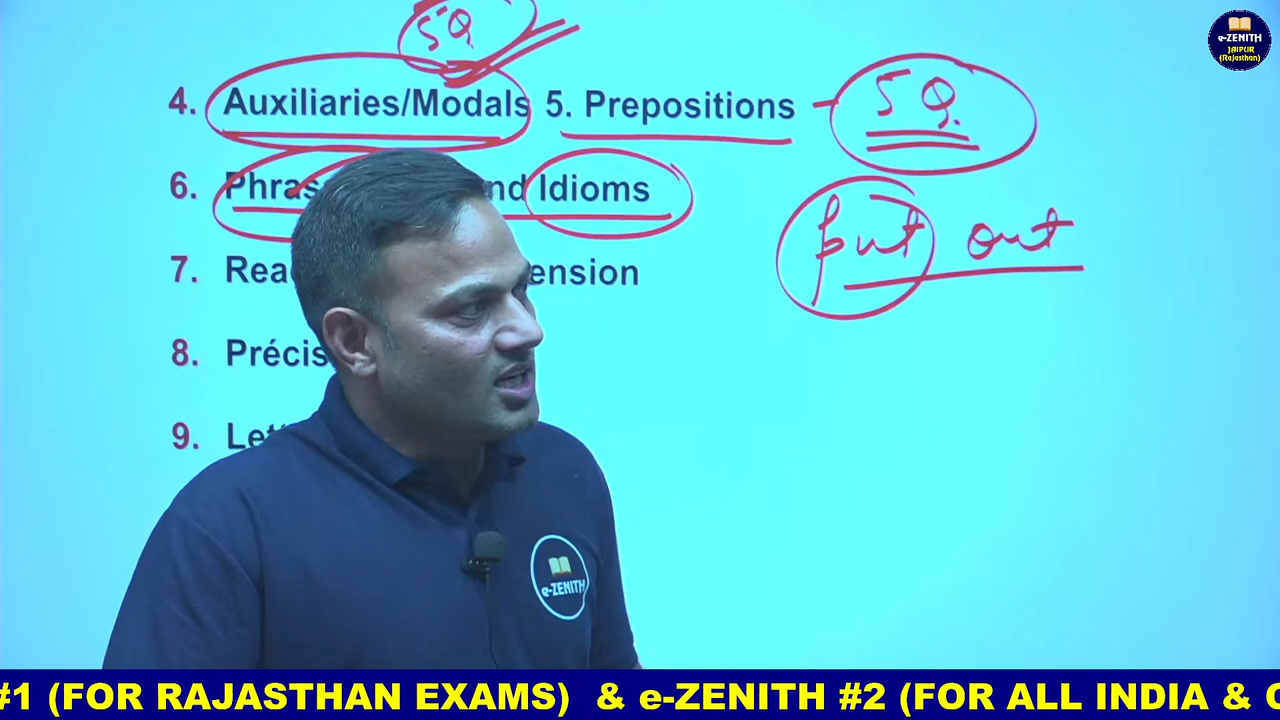 5Q
e-ZENITH
JAIPUR
(Rajasthan)
4. Auxiliaries/Modals 5. Prepositions - 5 Q.
6. Phras nd Idioms
put out
7. Rea ension
8. Précis
9. Let
e-ZENITH
#1 (FOR RAJASTHAN EXAMS) & e-ZENITH #2 (FOR ALL INDIA & C